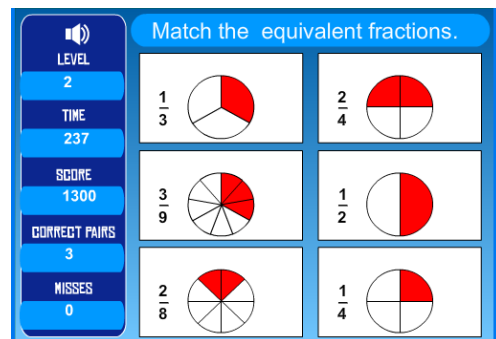 Match the equivalent fractions.
LEVEL
2
TIME
237
SCORE
1300
CORRECT PAIRS
3
MISSES
0
1/3
2/4
3/9
1/2
2/8
1/4